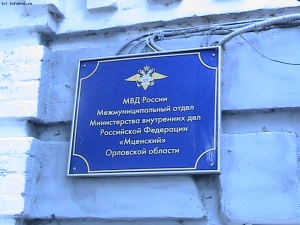 МВД России
Межмуниципальный отдел
Министерства внутренних дел
Российской Федерации
«Мценский»
Орловской области